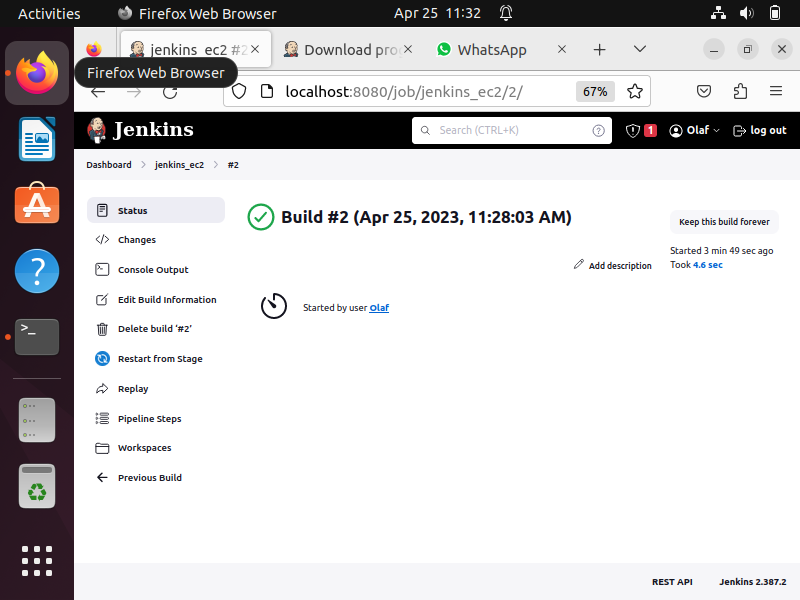 Activities
Firefox Web Browser
Apr 25 11:32
jenkins_ec2 #2
Download pro
WhatsApp
Firefox Web Browser
localhost:8080/job/jenkins_ec2/2/
67%
Jenkins
Search (CTRL+K)
1
Olaf
log out
Dashboard
jenkins_ec2
#2
Status
Changes
Console Output
Edit Build Information
Delete build ‘#2’
Restart from Stage
Replay
Pipeline Steps
Workspaces
Previous Build
Build #2 (Apr 25, 2023, 11:28:03 AM)
Keep this build forever
Started 3 min 49 sec ago
Took 4.6 sec
Add description
Started by user Olaf
REST API
Jenkins 2.387.2